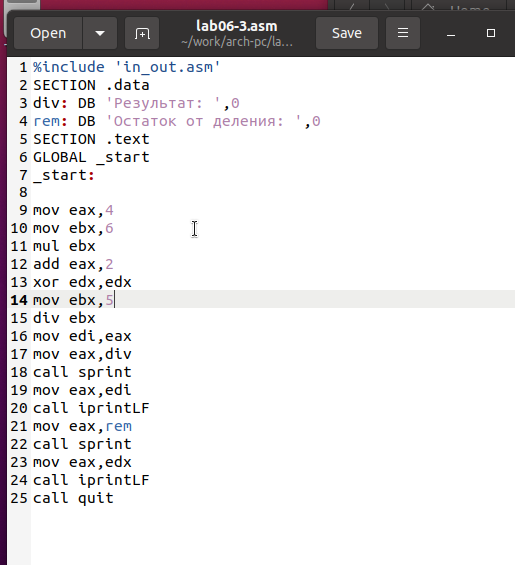 Home
Open
lab06-3.asm
~/work/arch-pc/la...
Save
1 %include 'in_out.asm'
2 SECTION .data
3 div: DB 'Результат: ',0
4 rem: DB 'Остаток от деления: ',0
5 SECTION .text
6 GLOBAL _start
7 _start:
8
9 mov eax,4
10 mov ebx,6
11 mul ebx
12 add eax,2
13 xor edx,edx
14 mov ebx,5
15 div ebx
16 mov edi,eax
17 mov eax,div
18 call sprint
19 mov eax,edi
20 call iprintLF
21 mov eax,rem
22 call sprint
23 mov eax,edx
24 call iprintLF
25 call quit